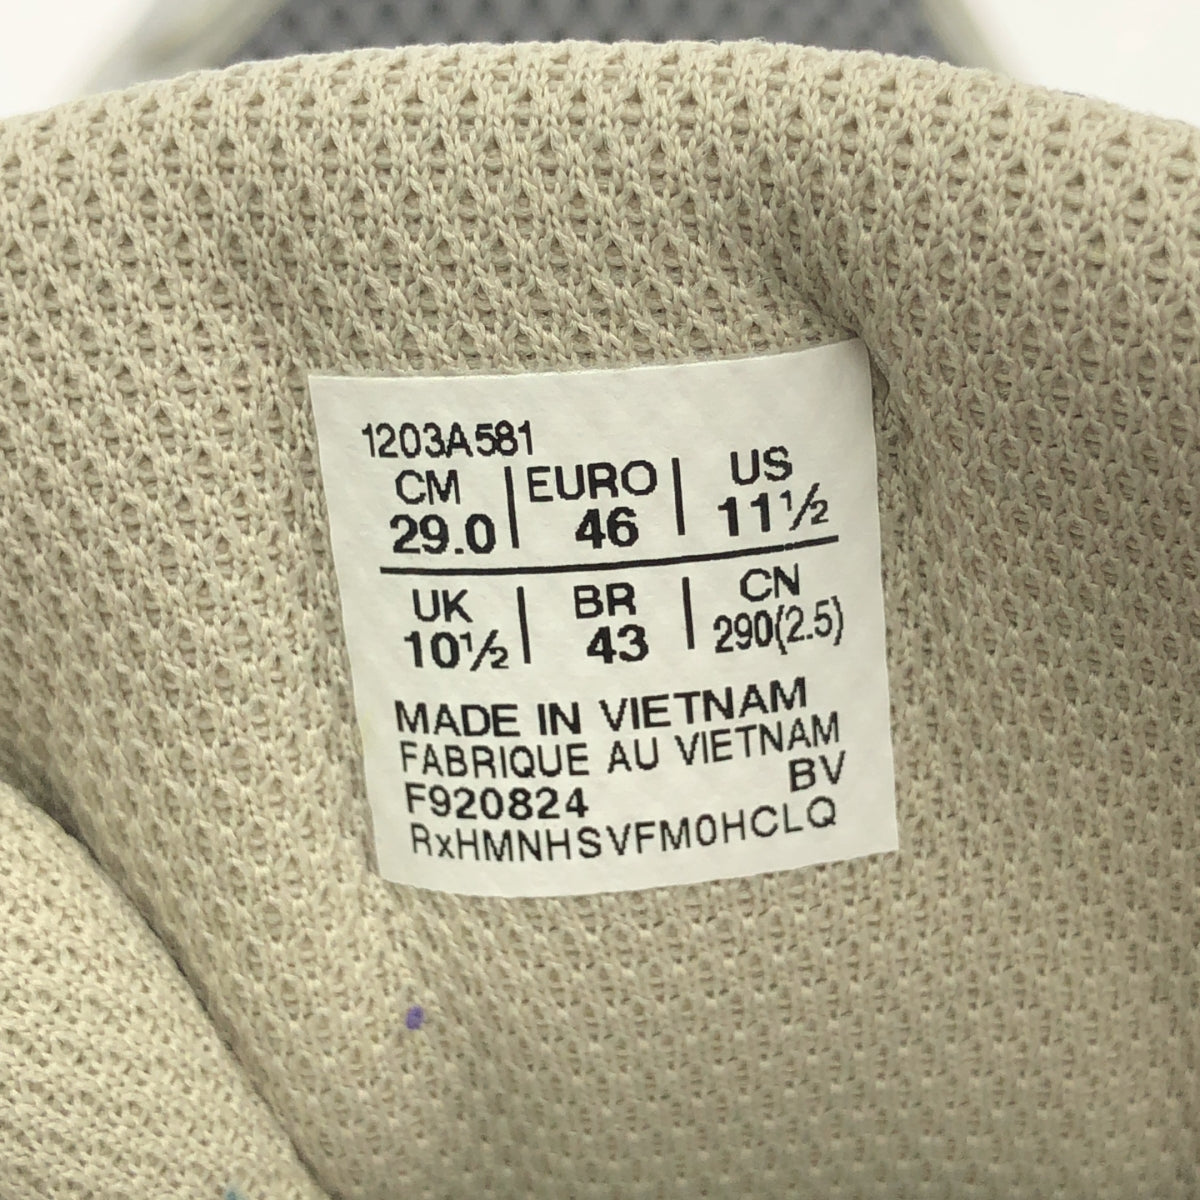 1203A581
CM EURO US
29.0 46 11½
UK BR CN
10½ 43 290(2.5)
MADE IN VIETNAM
FABRIQUE AU VIETNAM
F920824 BV
RxHMNHSVFM0HCLQ